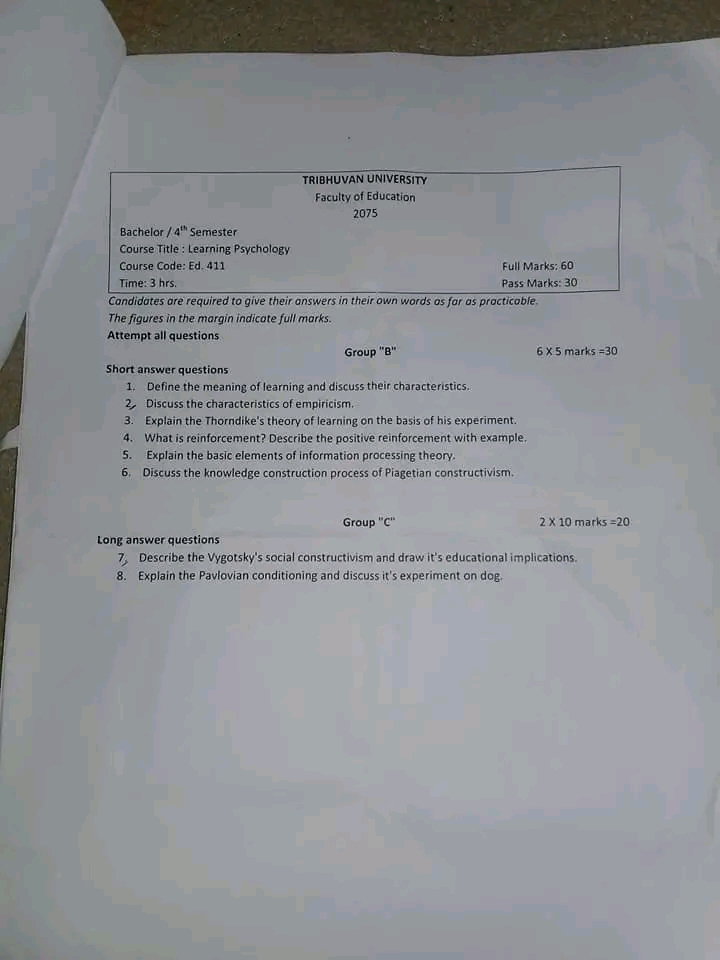 TRIBHUVAN UNIVERSITY
Faculty of Education
2075
Bachelor / 4th Semester
Course Title : Learning Psychology
Course Code: Ed. 411 Full Marks: 60
Time: 3 hrs. Pass Marks: 30
Candidates are required to give their answers in their own words as far as practicable.
The figures in the margin indicate full marks.
Attempt all questions
Group "B" 6 X 5 marks =30
Short answer questions
1. Define the meaning of learning and discuss their characteristics.
2. Discuss the characteristics of empiricism.
3. Explain the Thorndike's theory of learning on the basis of his experiment.
4. What is reinforcement? Describe the positive reinforcement with example.
5. Explain the basic elements of information processing theory.
6. Discuss the knowledge construction process of Piagetian constructivism.
Group "C" 2 X 10 marks =20
Long answer questions
7. Describe the Vygotsky's social constructivism and draw it's educational implications.
8. Explain the Pavlovian conditioning and discuss it's experiment on dog.